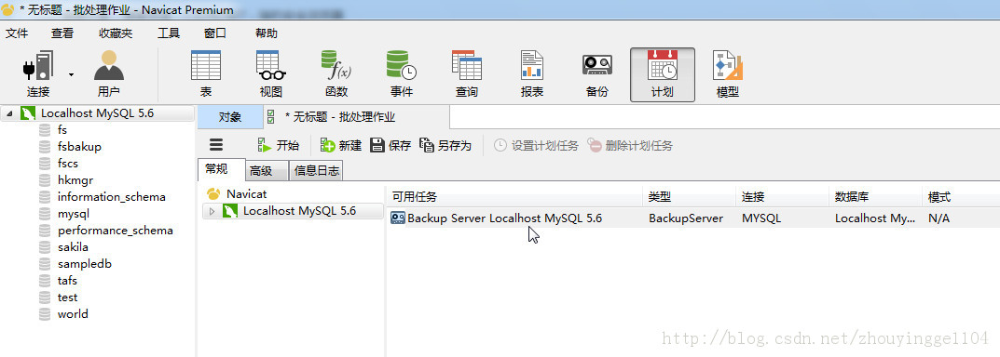 * 无标题 - 批处理作业 - Navicat Premium
文件 查看 收藏夹 工具 窗口 帮助
连接 用户 表 视图 函数 事件 查询 报表 备份 计划 模型
f(x)
Localhost MySQL 5.6
fs
fsbakup
fscs
hkmgr
information_schema
mysql
performance_schema
sakila
sampledb
tafs
test
world
对象 * 无标题 - 批处理作业
开始 新建 保存 另存为 设置计划任务 删除计划任务
常规 高级 信息日志
Navicat
Localhost MySQL 5.6
可用任务 类型 连接 数据库 模式
Backup Server Localhost MySQL 5.6 BackupServer MYSQL Localhost My... N/A
http://blog.csdn.net/zhouyingge1104